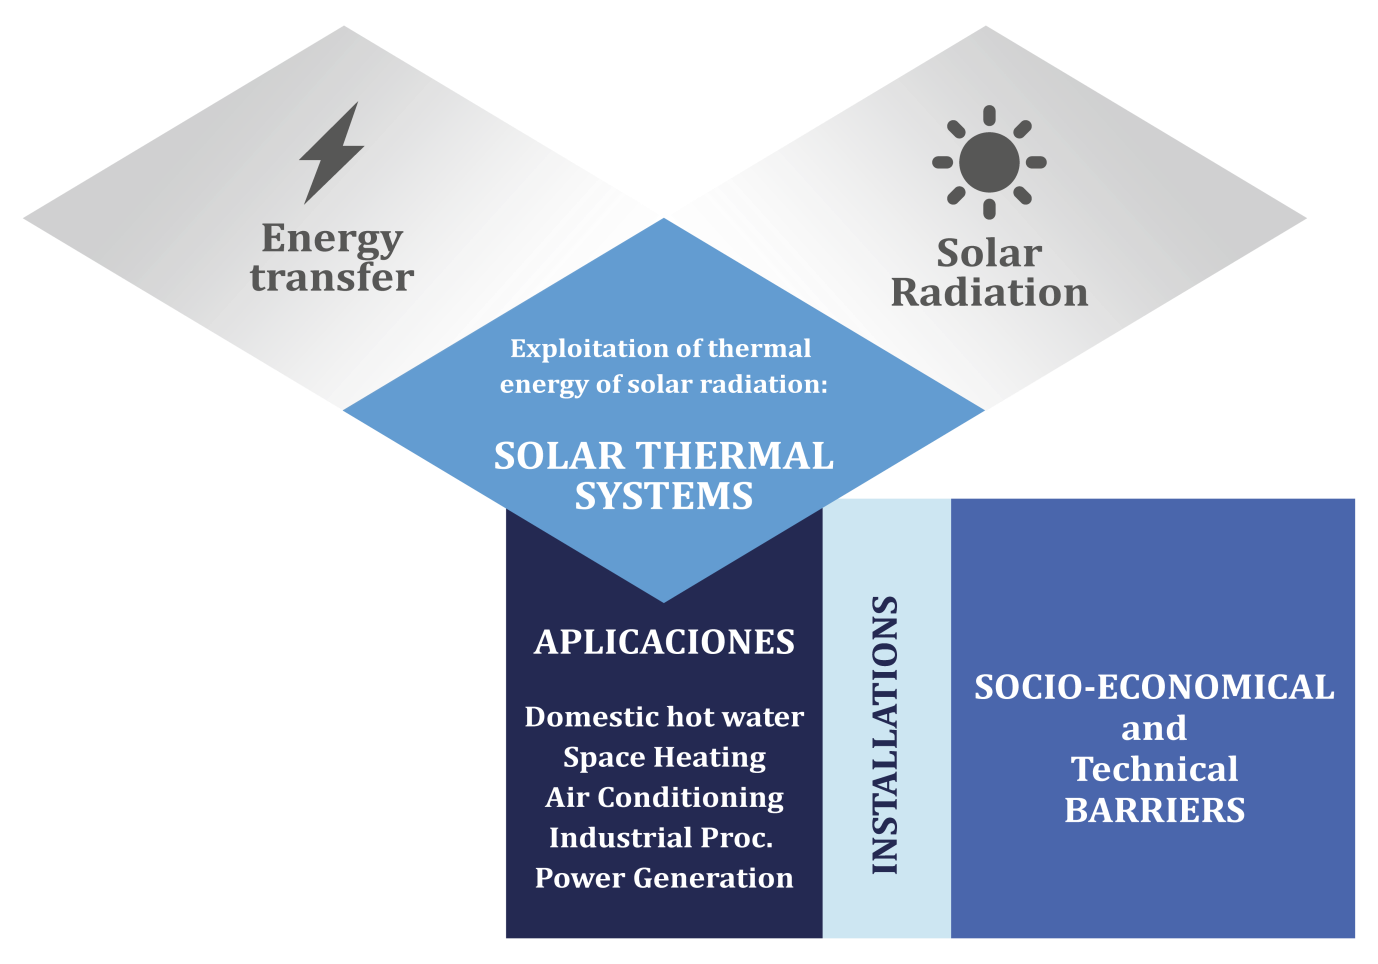 Energy
transfer
Solar
Radiation
Exploitation of thermal
energy of solar radiation:
SOLAR THERMAL
SYSTEMS
APLICACIONES
Domestic hot water
Space Heating
Air Conditioning
Industrial Proc.
Power Generation
INSTALLATIONS
SOCIO-ECONOMICAL
and
Technical
BARRIERS